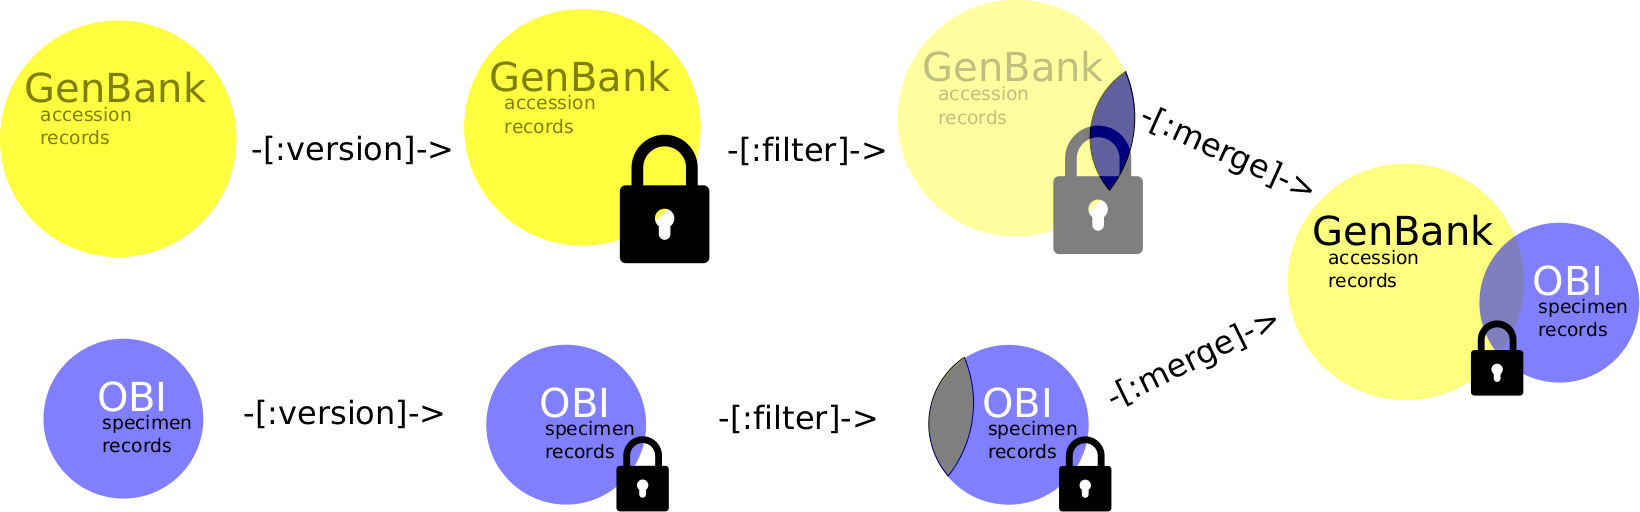 GenBank
accession
records
-[:version]->
GenBank
accession
records
-[:filter]->
GenBank
accession
records
-[:merge]->
GenBank
accession
records
OBI
specimen
records
OBI
specimen
records
-[:version]->
OBI
specimen
records
-[:filter]->
OBI
specimen
records
-[:merge]->